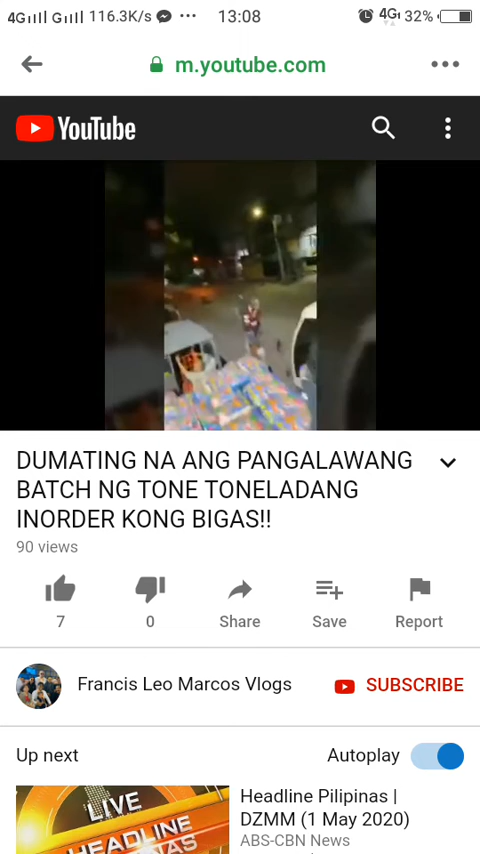 116.3K/s
13:08
4G
32%
m.youtube.com
YouTube
DUMATING NA ANG PANGALAWANG
BATCH NG TONE TONELADANG
INORDER KONG BIGAS!!
90 views
7
0
Share
Save
Report
Francis Leo Marcos Vlogs
SUBSCRIBE
Up next
Autoplay
LIVE
HEADLINE
Headline Pilipinas |
DZMM (1 May 2020)
ABS-CBN News